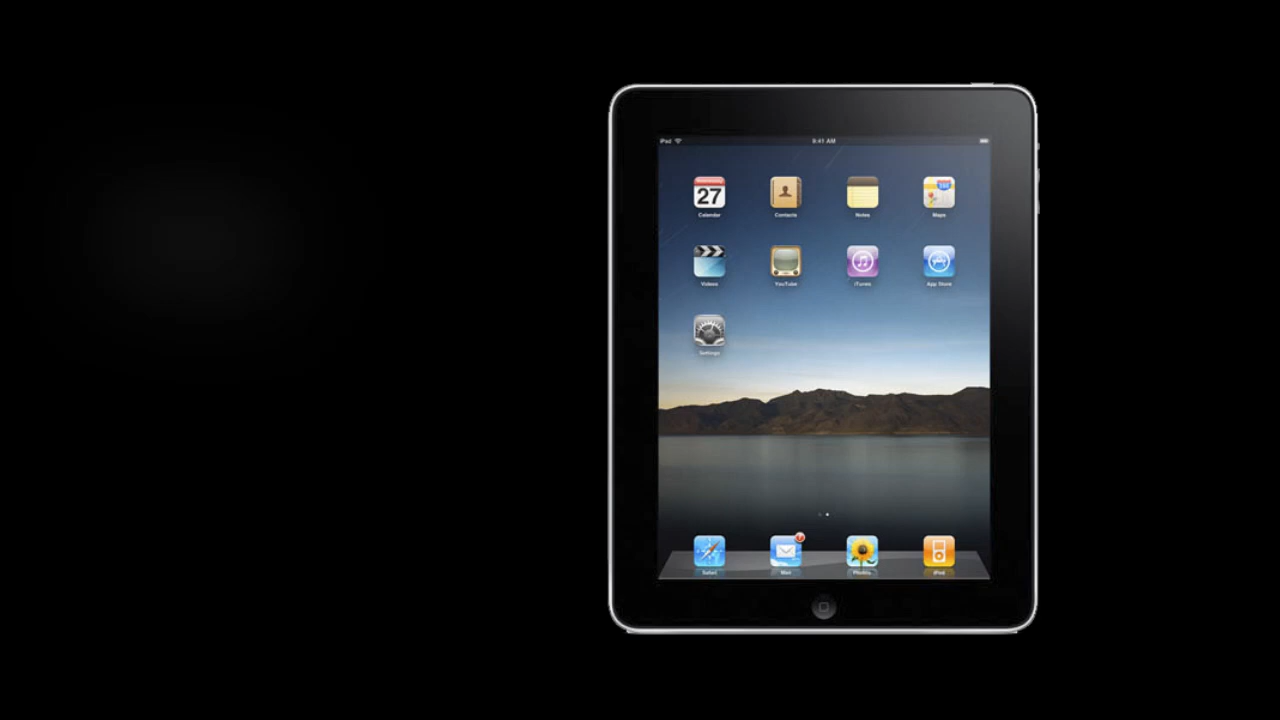 iPad 9:41 AM
27
Calendar Contacts Notes Maps
Videos YouTube iTunes App Store
Settings
Safari Mail Photos iPod